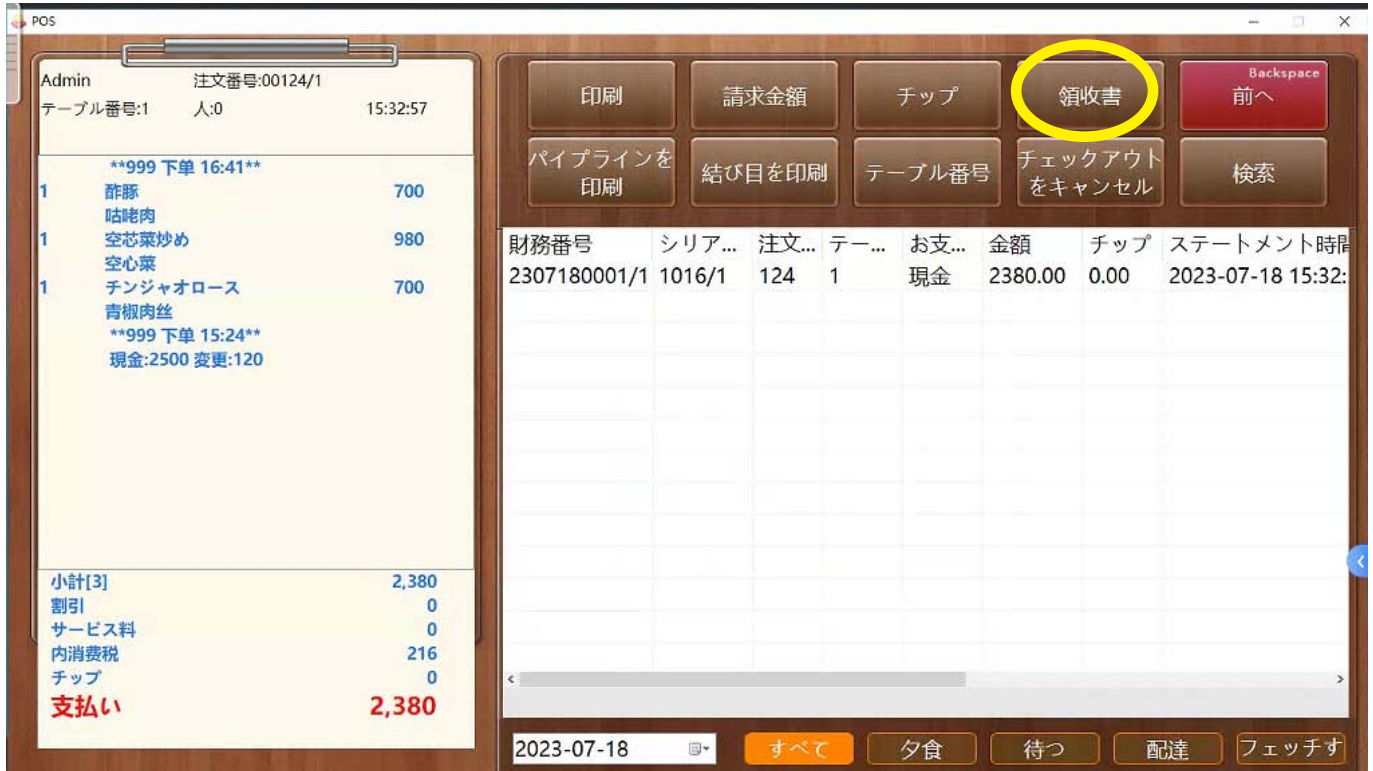 POS
Admin 注文番号:00124/1
テーブル番号:1 人:0 15:32:57
**999 下单 16:41**
1 酢豚 700
咕咾肉
1 空芯菜炒め 980
空心菜
1 チンジャオロース 700
青椒肉丝
**999 下单 15:24**
現金:2500 变更:120
小計[3] 2,380
割引 0
サービス料 0
内消费税 216
チップ 0
支払い 2,380
印刷 請求金額 チップ 領収書 Backspace
前へ
パイプラインを
印刷
結び目を印刷 テーブル番号
チェックアウト
をキャンセル
検索
財務番号 シリア... 注文... テー... お支... 金額 チップ ステートメント時間
2307180001/1 1016/1 124 1 現金 2380.00 0.00 2023-07-18 15:32:
2023-07-18 すべて 夕食 待つ 配達 フェッチす